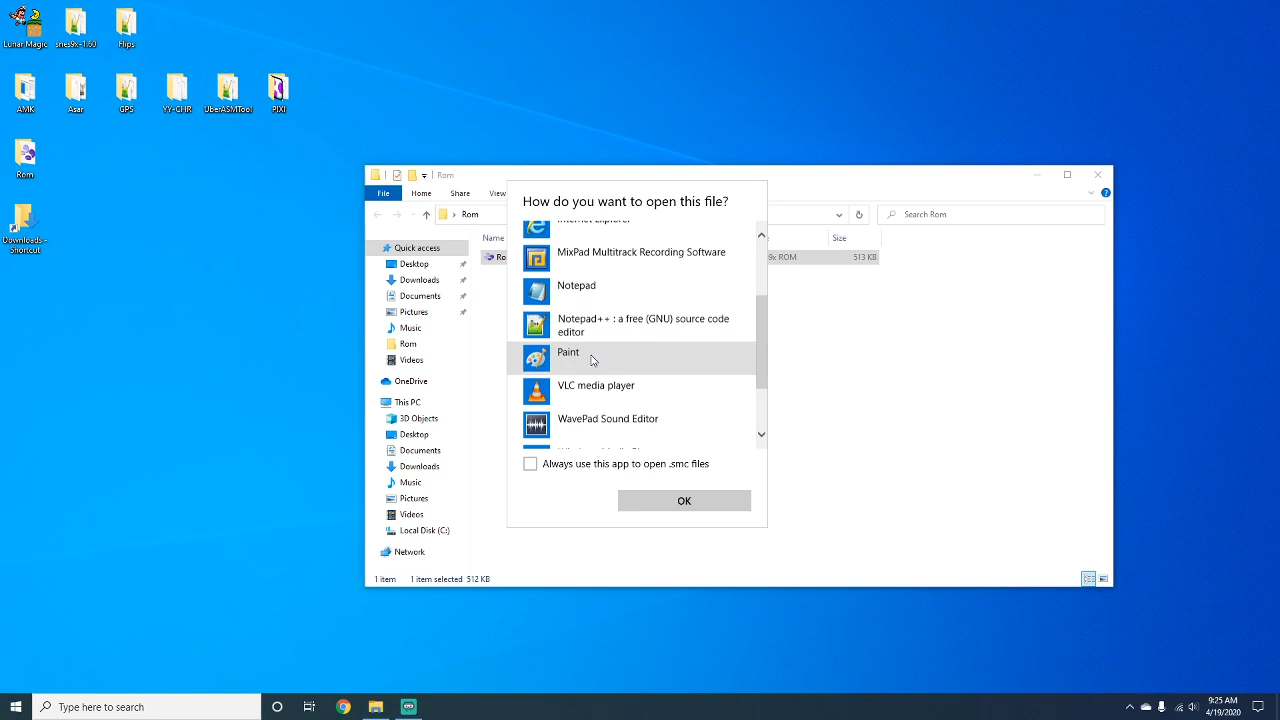 Lunar Magic
snes9x-1.60
Flips
AMK
Asar
GPS
YY-CHR
UberASMTool
PIXI
Rom
Downloads -
Shortcut
Rom
File
Home
Share
View
Rom
Search Rom
Name
Size
Ro
9x ROM
513 KB
Quick access
Desktop
Downloads
Documents
Pictures
Music
Rom
Videos
OneDrive
This PC
3D Objects
Desktop
Documents
Downloads
Music
Pictures
Videos
Local Disk (C:)
Network
1 item
1 item selected
512 KB
How do you want to open this file?
Internet Explorer
MixPad Multitrack Recording Software
Notepad
Notepad++ : a free (GNU) source code
editor
Paint
VLC media player
WavePad Sound Editor
Always use this app to open .smc files
OK
Type here to search
9:25 AM
4/19/2020